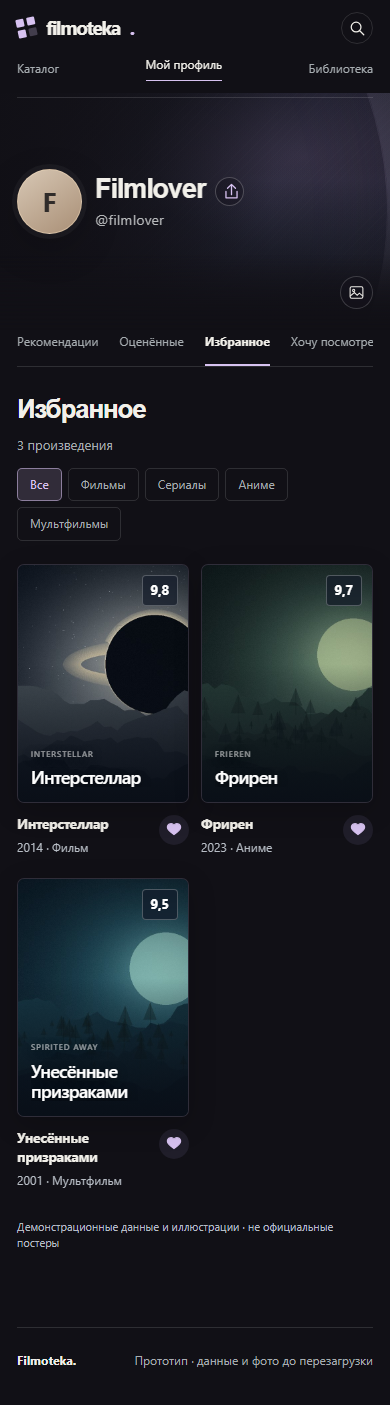 filmoteka.
Каталог Мой профиль Библиотека
F
Filmlover
@filmlover
Рекомендации Оценённые Избранное Хочу посмотре
Избранное
3 произведения
Все Фильмы Сериалы Аниме
Мультфильмы
9,8
INTERSTELLAR
Интерстеллар
Интерстеллар
2014 · Фильм
9,7
FRIEREN
Фрирен
Фрирен
2023 · Аниме
9,5
SPIRITED AWAY
Унесённые
призраками
Унесённые
призраками
2001 · Мультфильм
Демонстрационные данные и иллюстрации · не официальные
постеры
Filmoteka. Прототип · данные и фото до перезагрузки